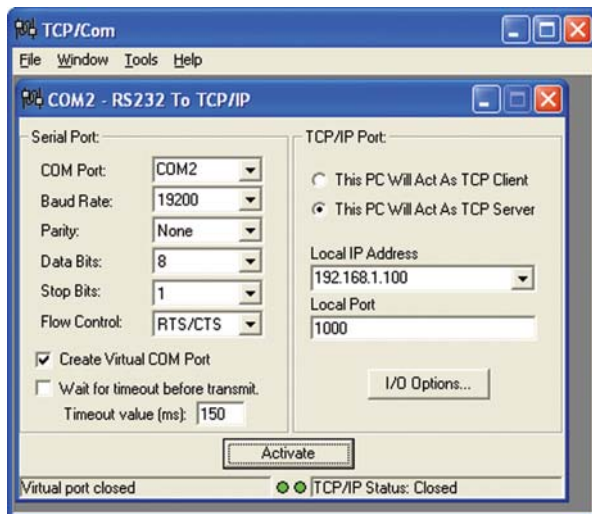 TCP/Com
File Window Tools Help
COM2 - RS232 To TCP/IP
Serial Port:
COM Port: COM2
Baud Rate: 19200
Parity: None
Data Bits: 8
Stop Bits: 1
Flow Control: RTS/CTS
Create Virtual COM Port
Wait for timeout before transmit.
Timeout value (ms): 150
TCP/IP Port:
This PC Will Act As TCP Client
This PC Will Act As TCP Server
Local IP Address
192.168.1.100
Local Port
1000
I/O Options...
Activate
Virtual port closed
TCP/IP Status: Closed